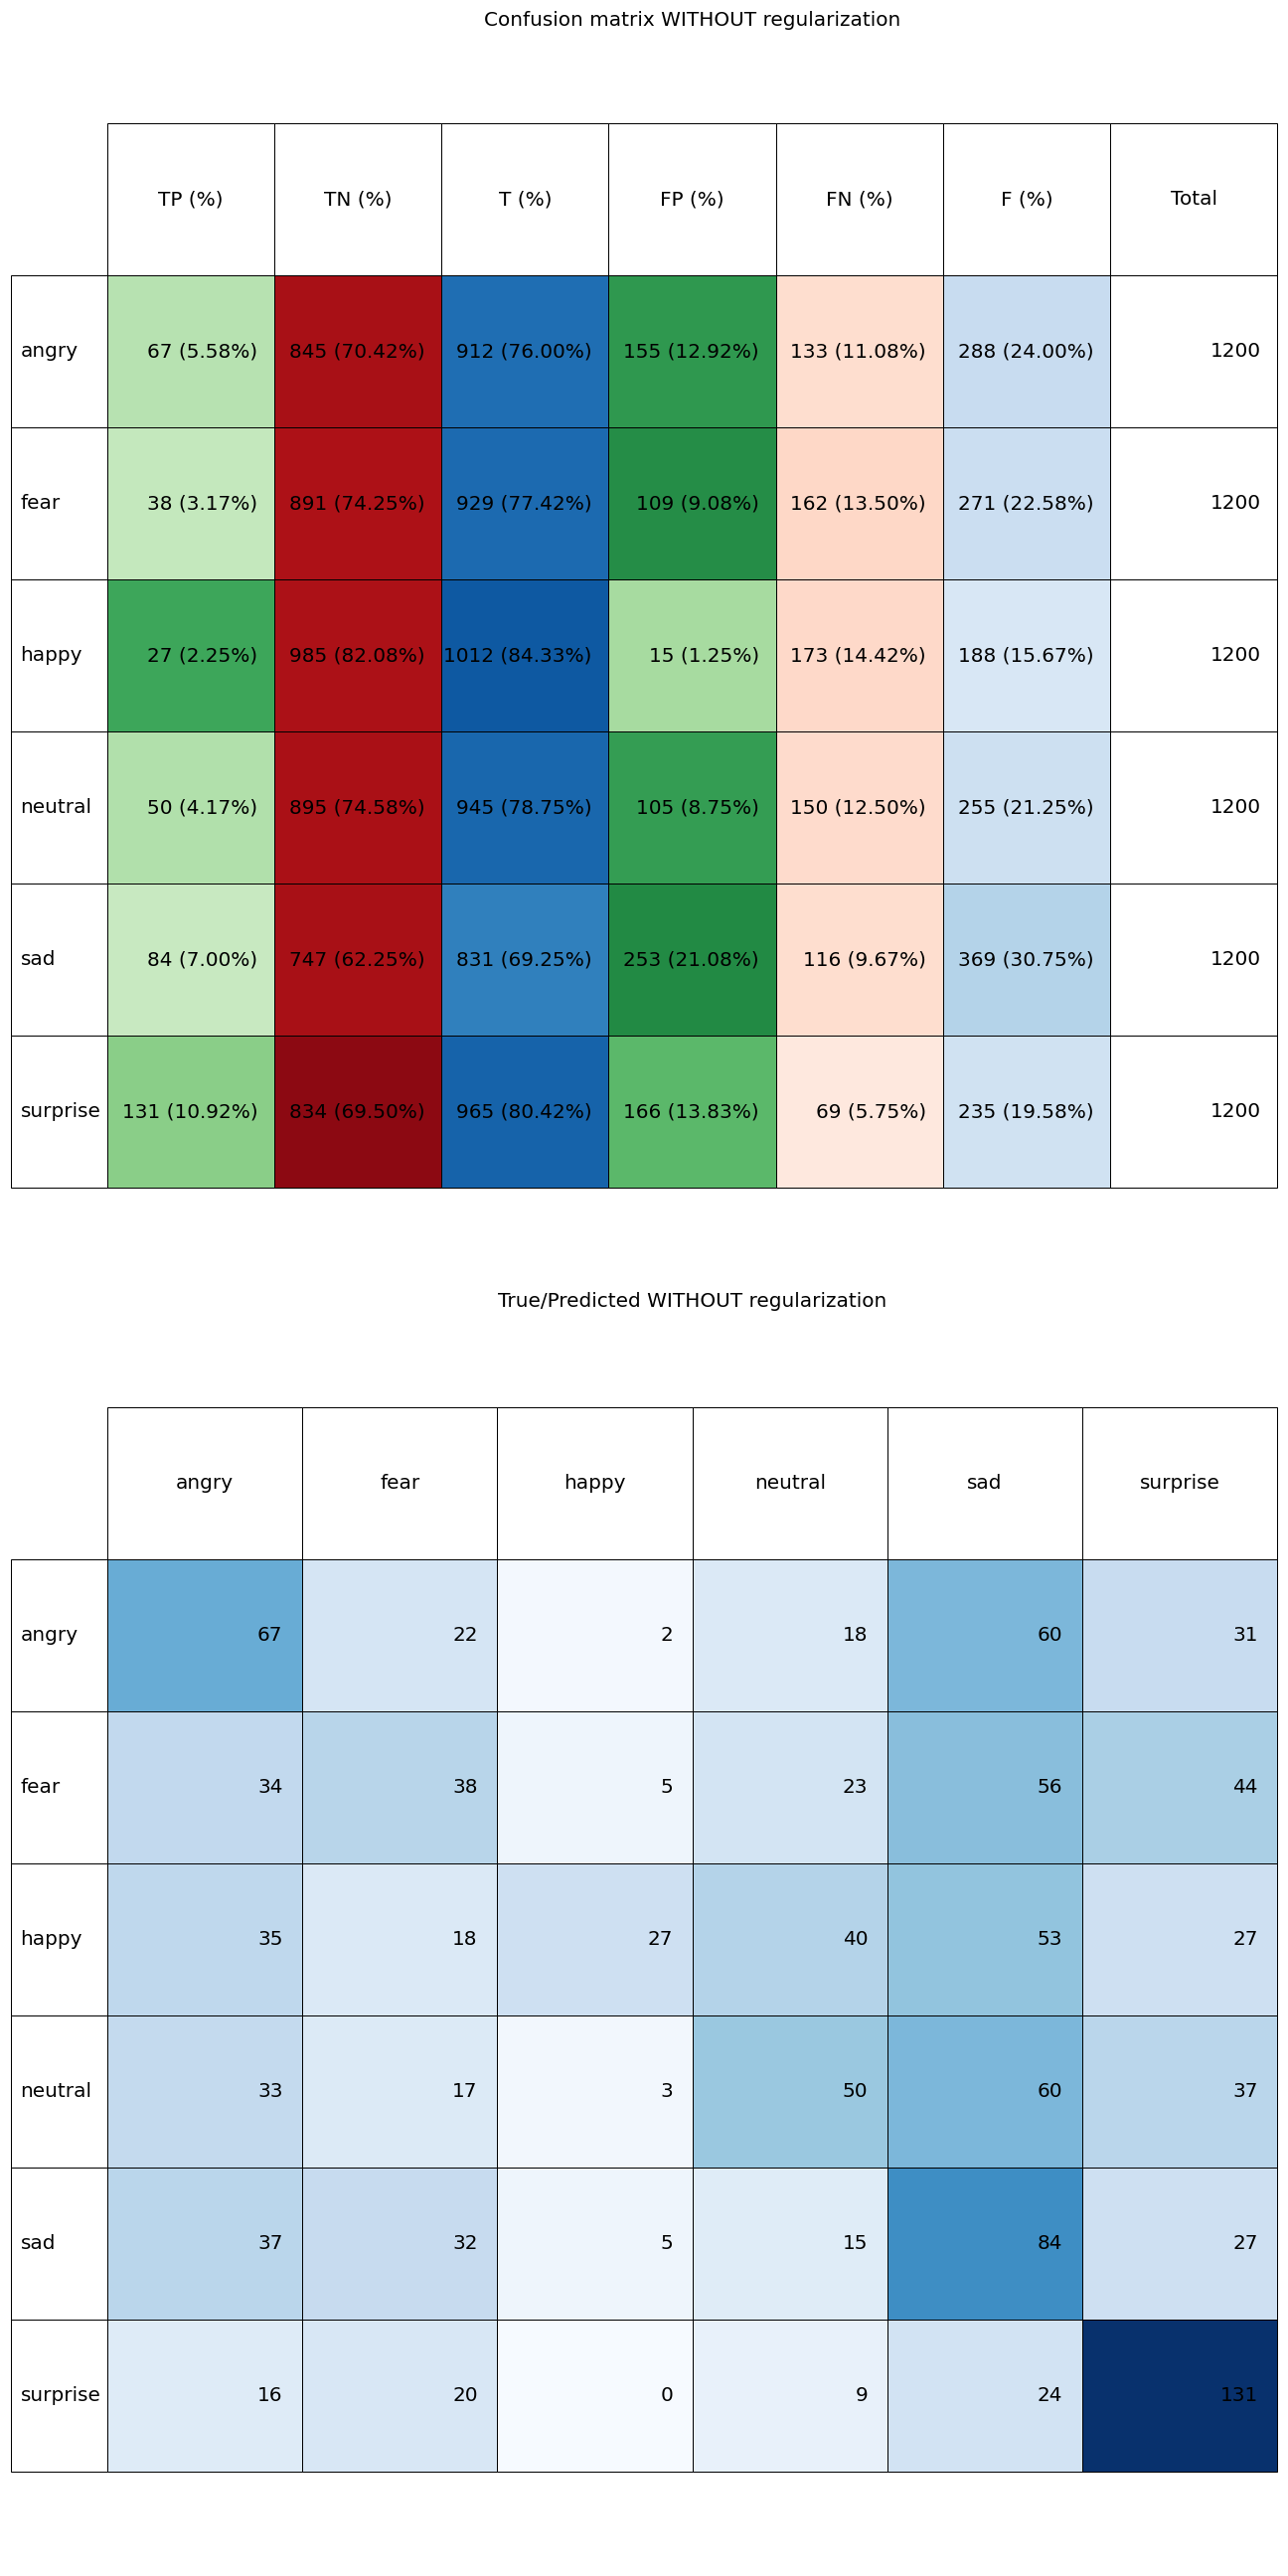 Confusion matrix WITHOUT regularization
TP (%) TN (%) T (%) FP (%) FN (%) F (%) Total
angry 67 (5.58%) 845 (70.42%) 912 (76.00%) 155 (12.92%) 133 (11.08%) 288 (24.00%) 1200
fear 38 (3.17%) 891 (74.25%) 929 (77.42%) 109 (9.08%) 162 (13.50%) 271 (22.58%) 1200
happy 27 (2.25%) 985 (82.08%) 1012 (84.33%) 15 (1.25%) 173 (14.42%) 188 (15.67%) 1200
neutral 50 (4.17%) 895 (74.58%) 945 (78.75%) 105 (8.75%) 150 (12.50%) 255 (21.25%) 1200
sad 84 (7.00%) 747 (62.25%) 831 (69.25%) 253 (21.08%) 116 (9.67%) 369 (30.75%) 1200
surprise 131 (10.92%) 834 (69.50%) 965 (80.42%) 166 (13.83%) 69 (5.75%) 235 (19.58%) 1200
True/Predicted WITHOUT regularization
angry fear happy neutral sad surprise
angry 67 22 2 18 60 31
fear 34 38 5 23 56 44
happy 35 18 27 40 53 27
neutral 33 17 3 50 60 37
sad 37 32 5 15 84 27
surprise 16 20 0 9 24 131